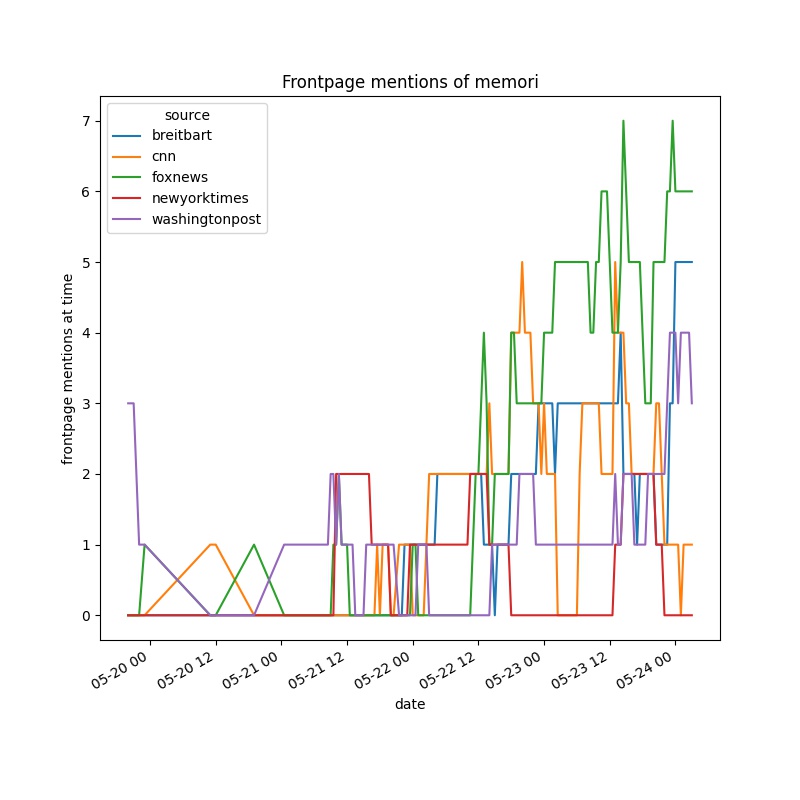 Frontpage mentions of memori
source
breitbart
cnn
foxnews
newyorktimes
washingtonpost
frontpage mentions at time
7
6
5
4
3
2
1
0
05-20 00
05-20 12
05-21 00
05-21 12
05-22 00
05-22 12
05-23 00
05-23 12
05-24 00
date